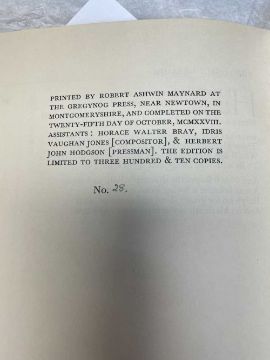 PRINTED BY ROBERT ASHWIN MAYNARD AT
THE GREGYNOG PRESS, NEAR NEWTOWN, IN
MONTGOMERYSHIRE, AND COMPLETED ON THE
TWENTY-FIFTH DAY OF OCTOBER, MCMXXVIII.
ASSISTANTS: HORACE WALTER BRAY, IDRIS
VAUGHAN JONES [COMPOSITOR], & HERBERT
JOHN HODGSON [PRESSMAN]. THE EDITION IS
LIMITED TO THREE HUNDRED & TEN COPIES.
No. 28.